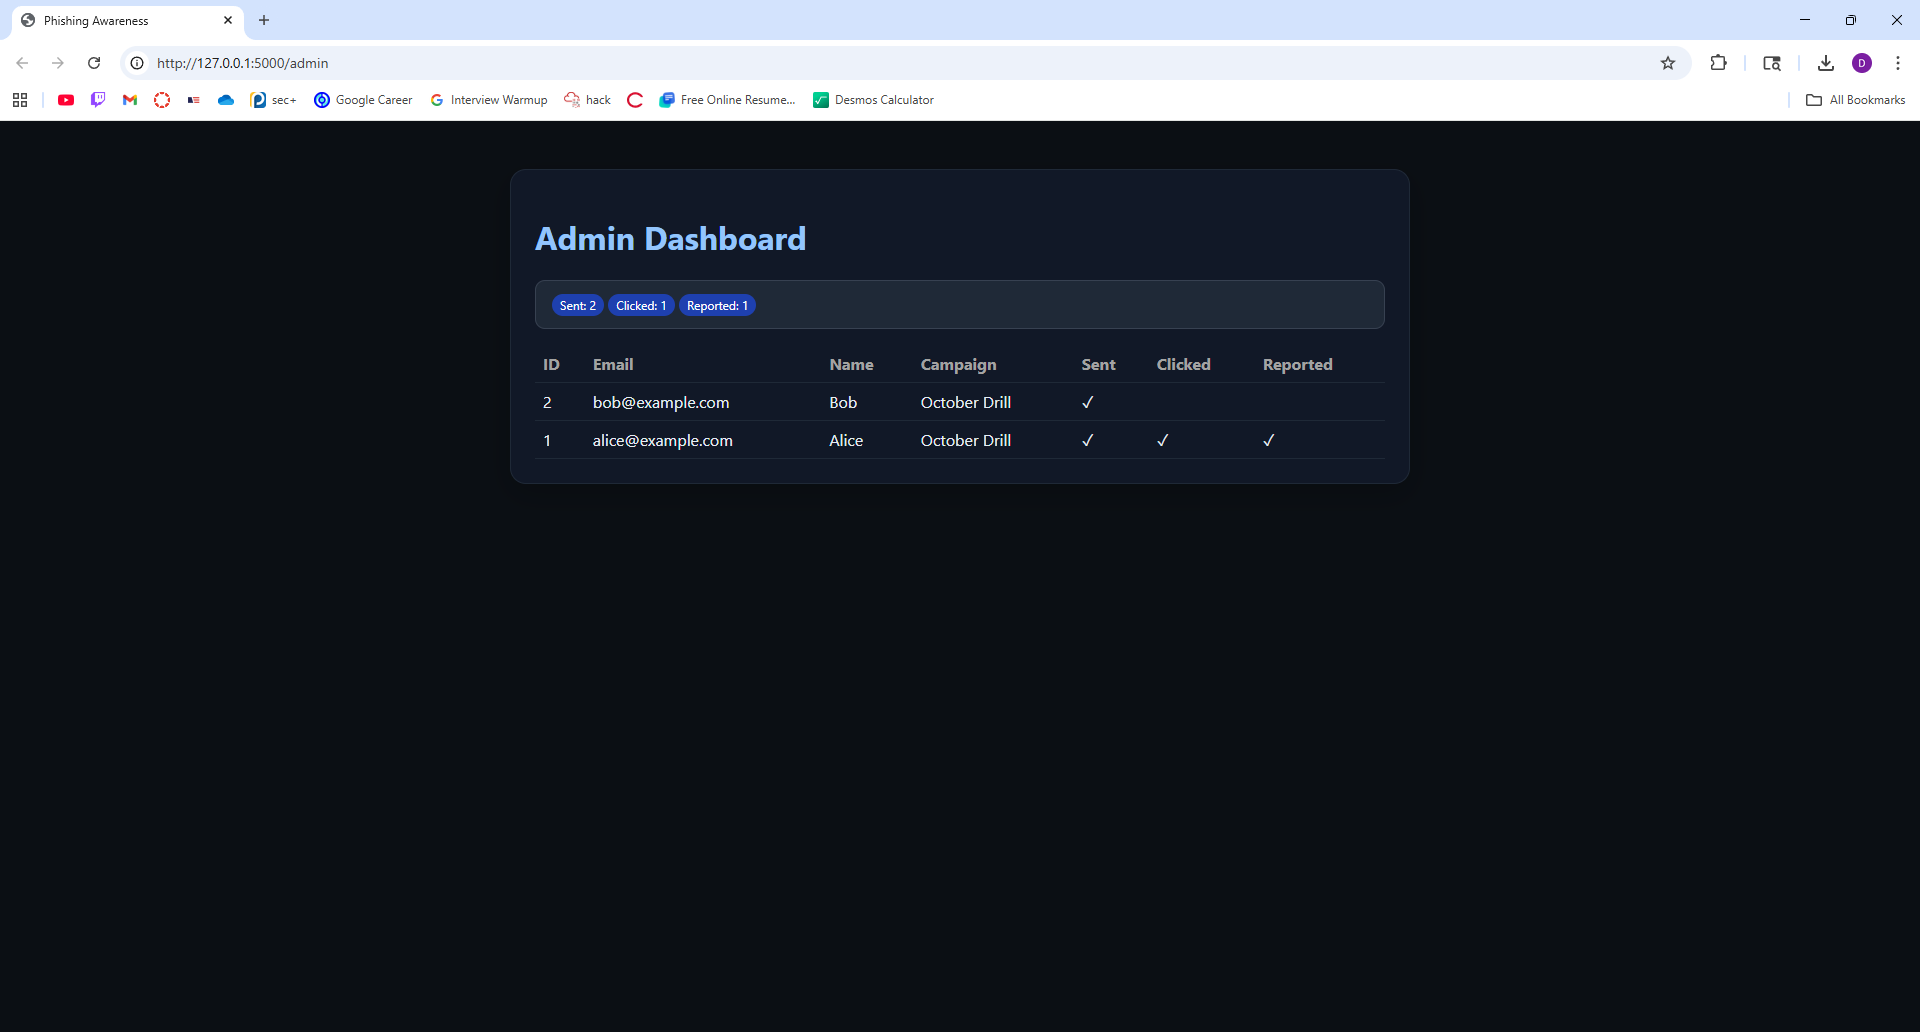 Phishing Awareness
http://127.0.0.1:5000/admin
D
sec+ Google Career Interview Warmup hack Free Online Resume... Desmos Calculator All Bookmarks
Admin Dashboard
Sent: 2 Clicked: 1 Reported: 1
ID Email Name Campaign Sent Clicked Reported
2 bob@example.com Bob October Drill ✓
1 alice@example.com Alice October Drill ✓ ✓ ✓